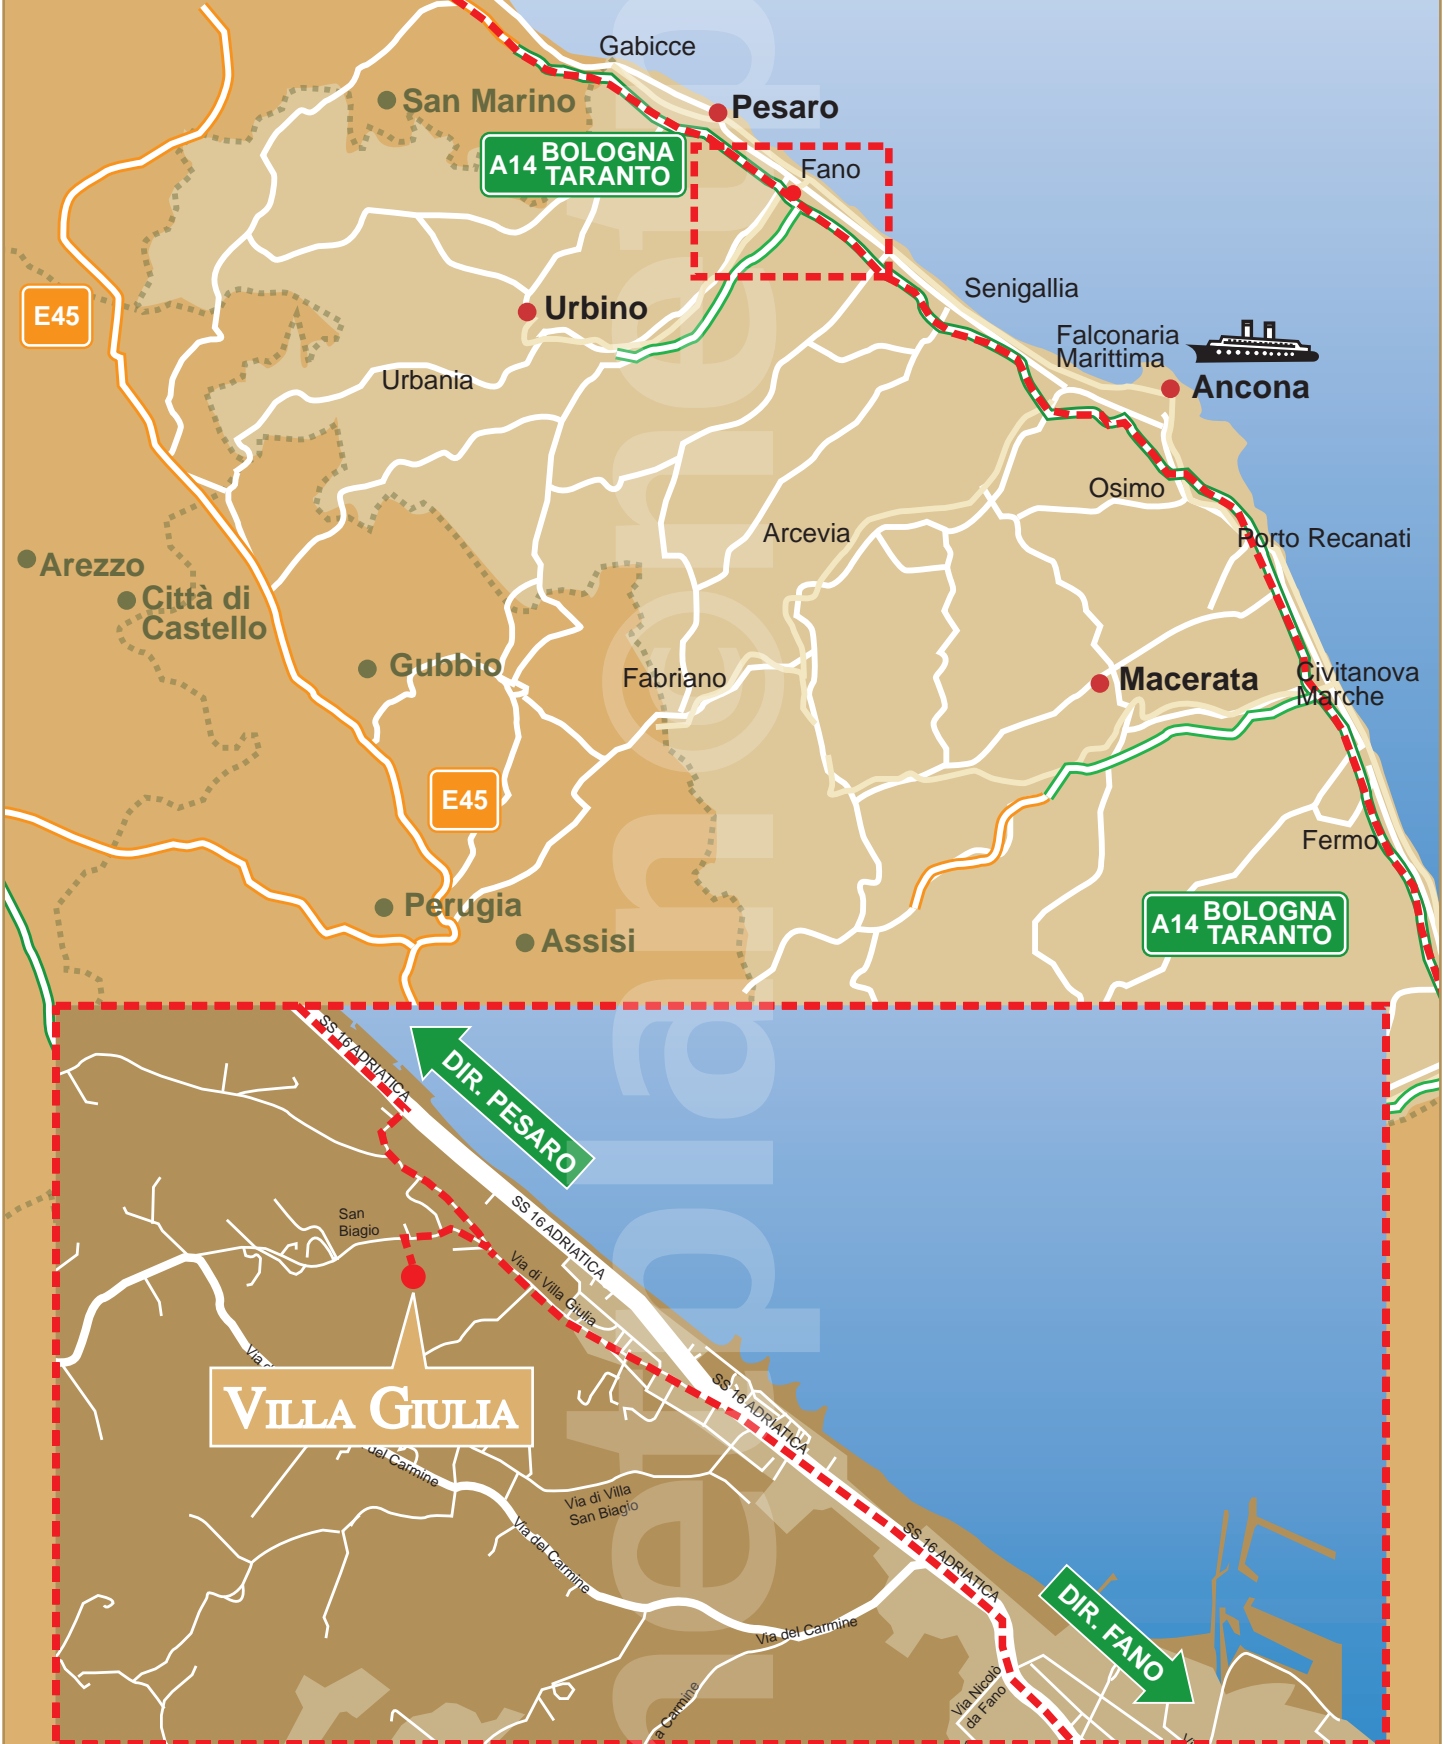 Gabicce
San Marino
Pesaro
A14 BOLOGNA
TARANTO
Fano
Senigallia
E45
Urbino
Falconaria
Marittima
Urbania
Ancona
Osimo
Arcevia
Porto Recanati
Arezzo
Città di
Castello
Gubbio
Fabriano
Macerata
Civitanova
Marche
E45
Fermo
Perugia
A14 BOLOGNA
TARANTO
Assisi
SS 16 ADRIATICA
DIR. PESARO
San
Biagio
SS 16 ADRIATICA
Via di Villa Giulia
VILLA GIULIA
SS 16 ADRIATICA
del Carmine
Via di Villa
San Biagio
Via del Carmine
SS 16 ADRIATICA
DIR. FANO
Via del Carmine
Via Nicolò
da Fano
a Carmine
netplan © netplan